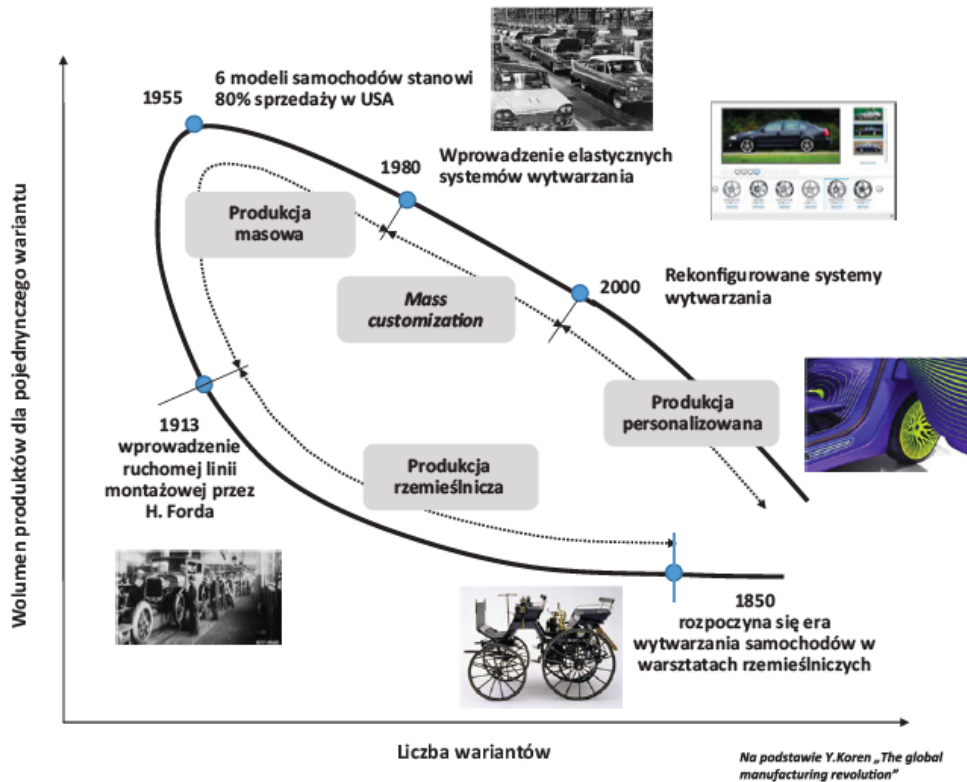 6 modeli samochodów stanowi
80% sprzedaży w USA
1955
Wprowadzenie elastycznych
systemów wytwarzania
1980
Produkcja
masowa
Rekonfigurowane systemy
wytwarzania
2000
Mass
customization
Produkcja
personalizowana
1913
wprowadzenie
ruchomej linii
montażowej przez
H. Forda
Produkcja
rzemieślnicza
1850
rozpoczyna się era
wytwarzania samochodów w
warsztatach rzemieślniczych
Wolumen produktów dla pojedynczego wariantu
Liczba wariantów
Na podstawie Y.Koren „The global
manufacturing revolution”